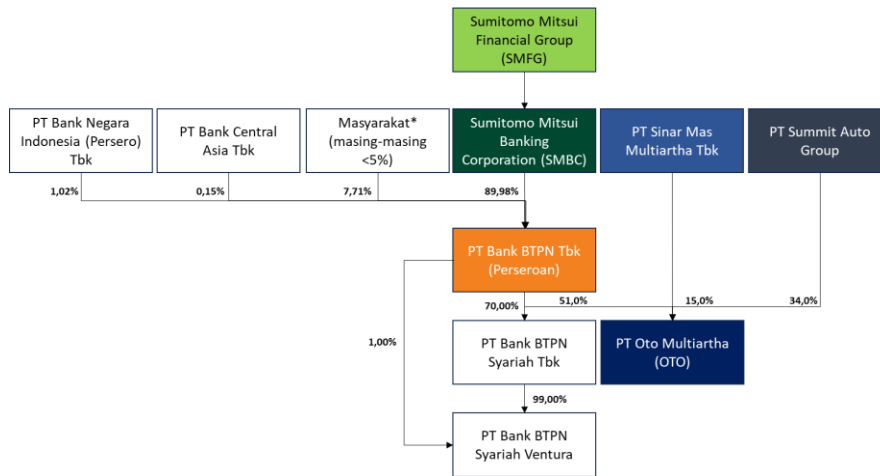 Sumitomo Mitsui
Financial Group
(SMFG)
PT Bank Negara
Indonesia (Persero)
Tbk
PT Bank Central
Asia Tbk
Masyarakat*
(masing-masing
<5%)
Sumitomo Mitsui
Banking
Corporation (SMBC)
PT Sinar Mas
Multiartha Tbk
PT Summit Auto
Group
1,02%
0,15%
7,71%
89,98%
PT Bank BTPN Tbk
(Perseroan)
70,00%
51,0%
15,0%
34,0%
1,00%
PT Bank BTPN
Syariah Tbk
PT Oto Multiartha
(OTO)
99,00%
PT Bank BTPN
Syariah Ventura